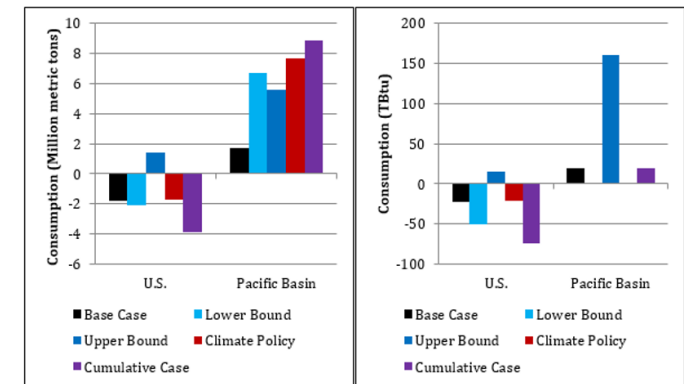 Consumption (Million metric tons)
10
8
6
4
2
0
-2
-4
-6
U.S. Pacific Basin
Base Case Lower Bound
Upper Bound Climate Policy
Cumulative Case
Consumption (TBtu)
200
150
100
50
0
-50
-100
U.S. Pacific Basin
Base Case Lower Bound
Upper Bound Climate Policy
Cumulative Case